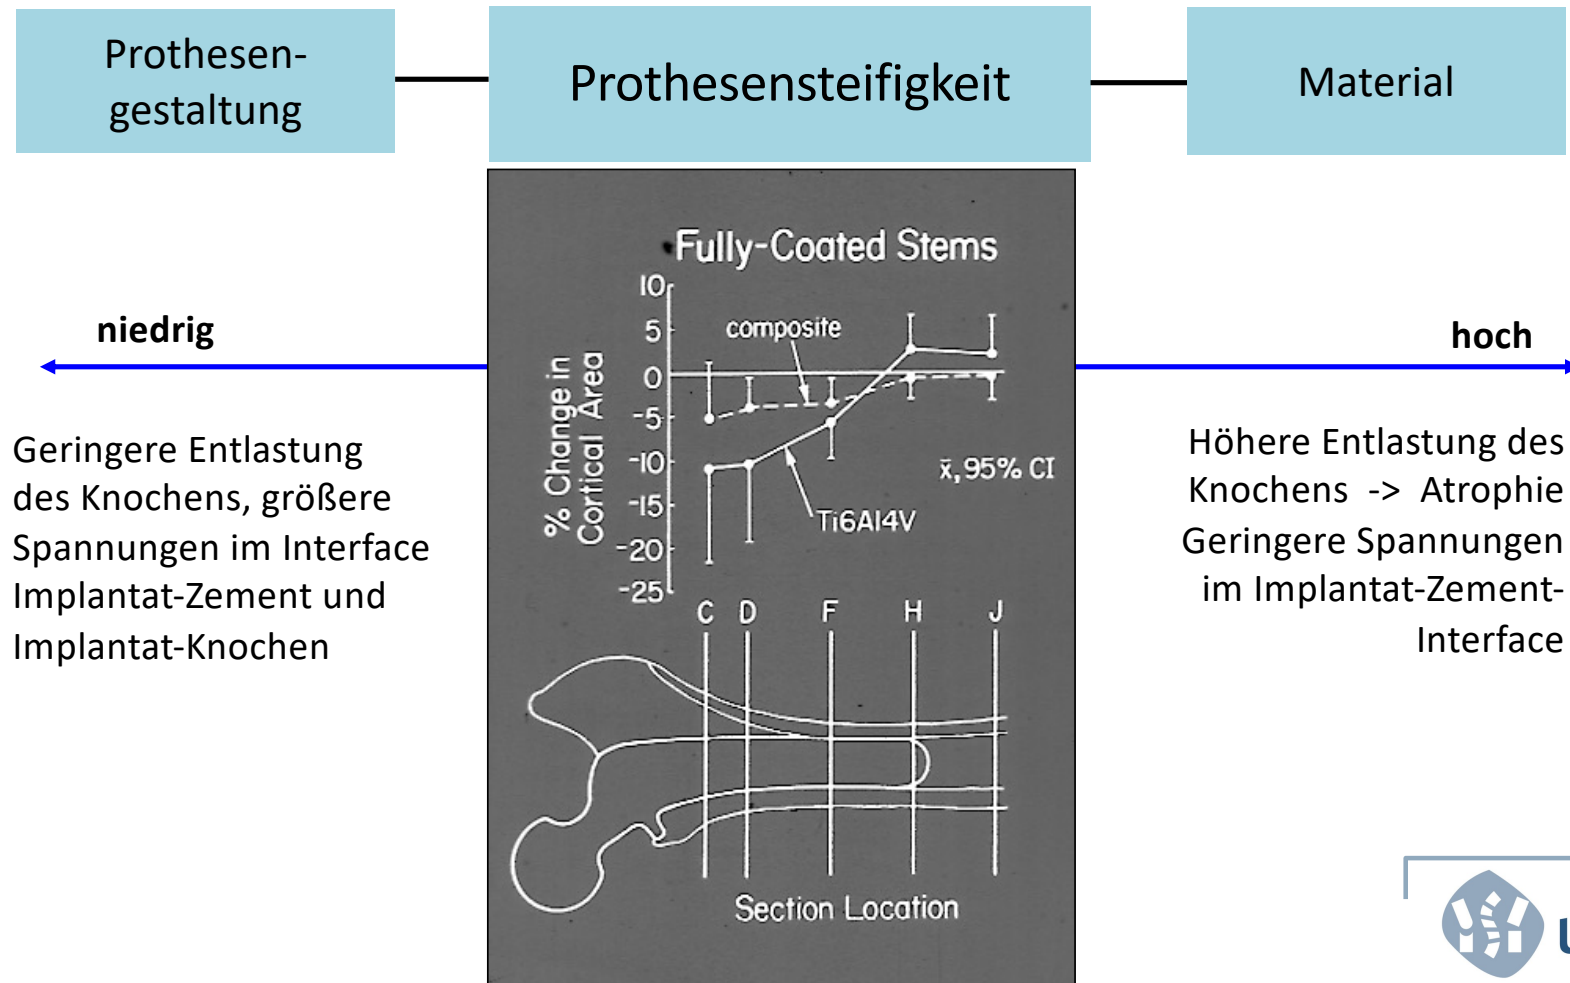 Prothesen-
gestaltung
Prothesensteifigkeit
Material
niedrig
hoch
Geringere Entlastung
des Knochens, größere
Spannungen im Interface
Implantat-Zement und
Implantat-Knochen
Fully-Coated Stems
% Change in
Cortical Area
10
5
0
-5
-10
-15
-20
-25
composite
x̄, 95% CI
Ti6Al4V
C D F H J
Section Location
Höhere Entlastung des
Knochens -> Atrophie
Geringere Spannungen
im Implantat-Zement-
Interface